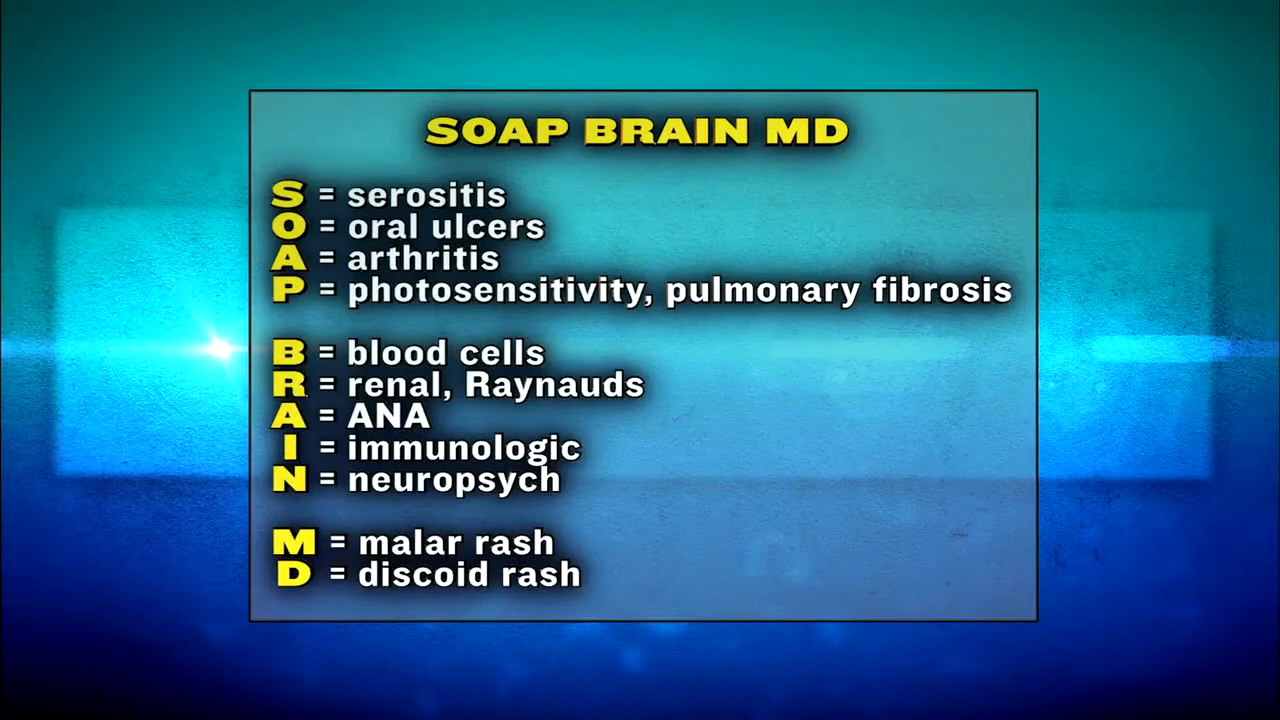 SOAP BRAIN MD
S = serositis
O = oral ulcers
A = arthritis
P = photosensitivity, pulmonary fibrosis
B = blood cells
R = renal, Raynauds
A = ANA
I = immunologic
N = neuropsych
M = malar rash
D = discoid rash